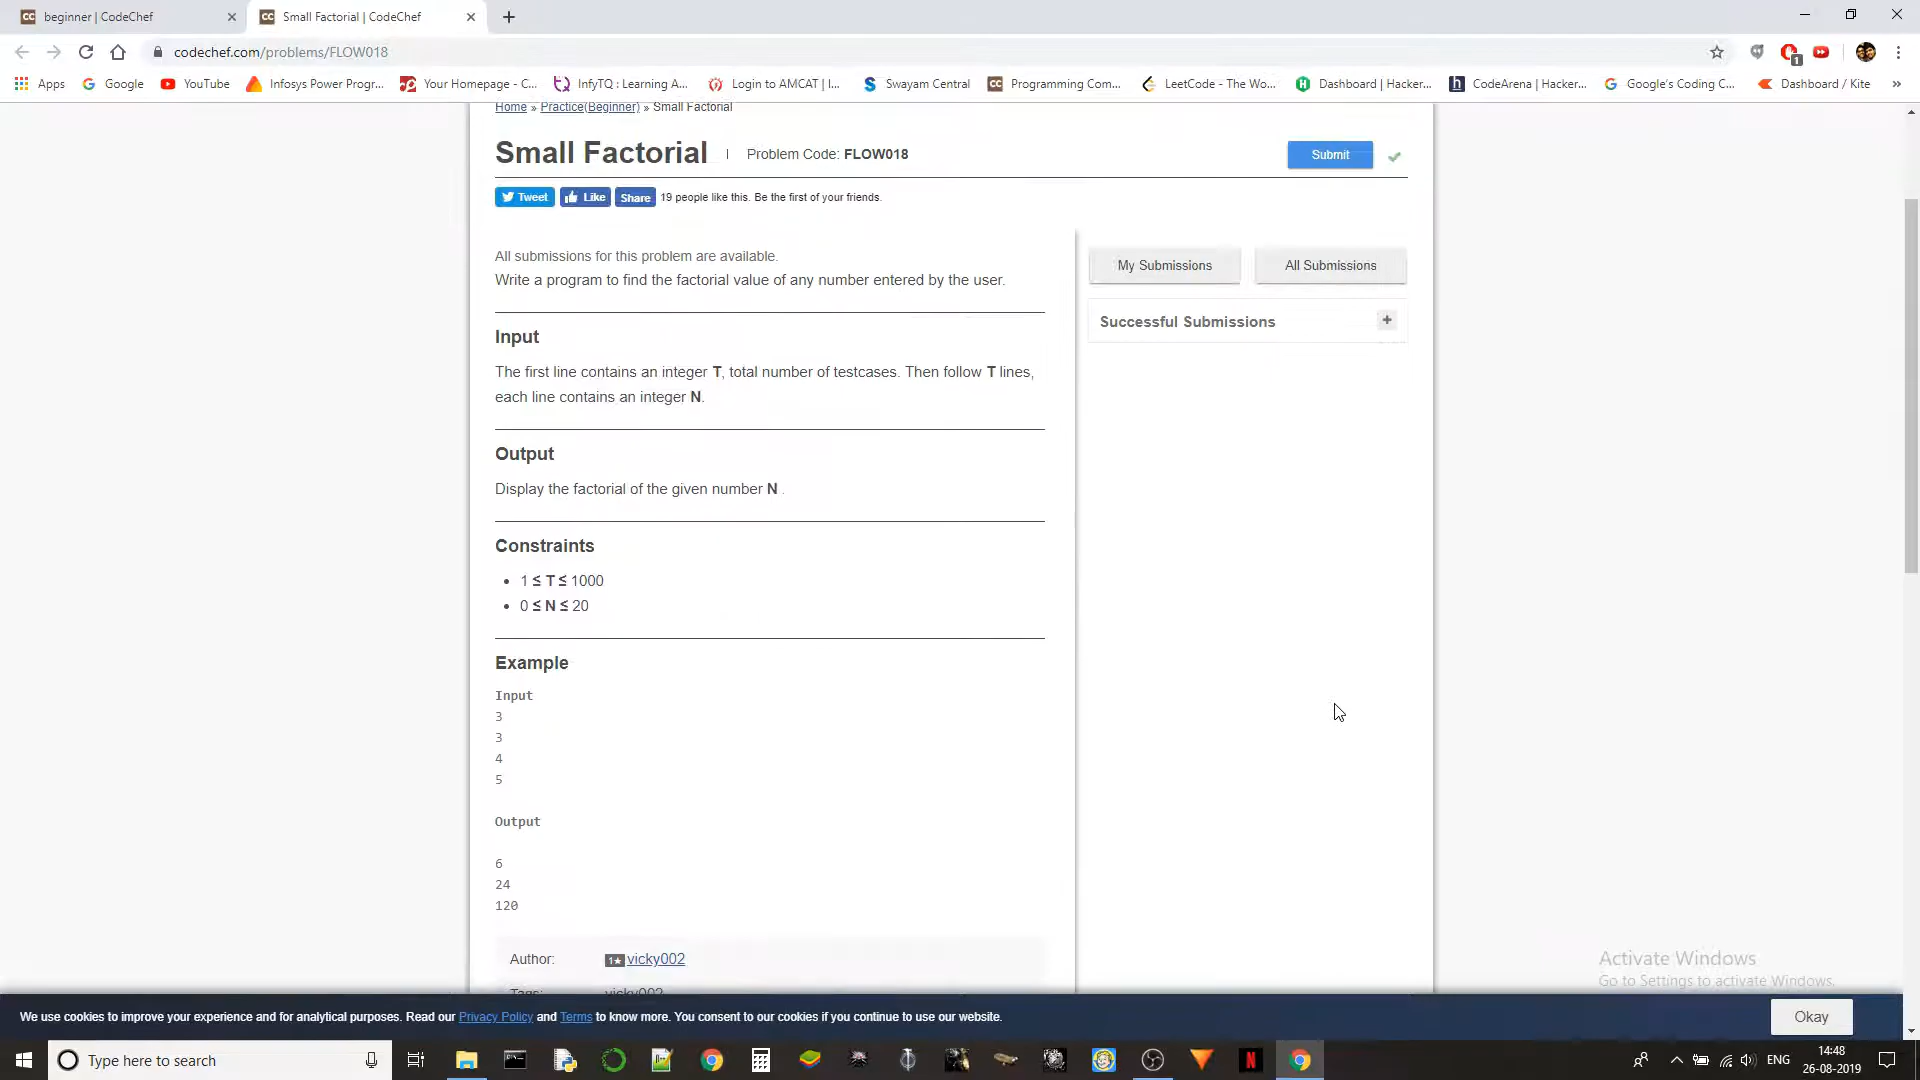 beginner | CodeChef
Small Factorial | CodeChef
codechef.com/problems/FLOW018
1
Apps
Google
YouTube
Infosys Power Progr...
Your Homepage - C...
InfyTQ : Learning A...
Login to AMCAT | I...
Swayam Central
Programming Com...
LeetCode - The Wo...
Dashboard | Hacker...
CodeArena | Hacker...
Google's Coding C...
Dashboard / Kite
»
Home » Practice(Beginner) » Small Factorial
Small Factorial | Problem Code: FLOW018
Submit
Tweet Like Share 19 people like this. Be the first of your friends.
All submissions for this problem are available.
Write a program to find the factorial value of any number entered by the user.
My Submissions
All Submissions
Successful Submissions +
Input
The first line contains an integer T, total number of testcases. Then follow T lines,
each line contains an integer N.
Output
Display the factorial of the given number N .
Constraints
• 1 ≤ T ≤ 1000
• 0 ≤ N ≤ 20
Example
Input
3
3
4
5
Output
6
24
120
Author: 1★ vicky002
Tags: vicky002
Activate Windows
Go to Settings to activate Windows.
We use cookies to improve your experience and for analytical purposes. Read our Privacy Policy and Terms to know more. You consent to our cookies if you continue to use our website.
Okay
Type here to search
N
ENG
14:48
26-08-2019